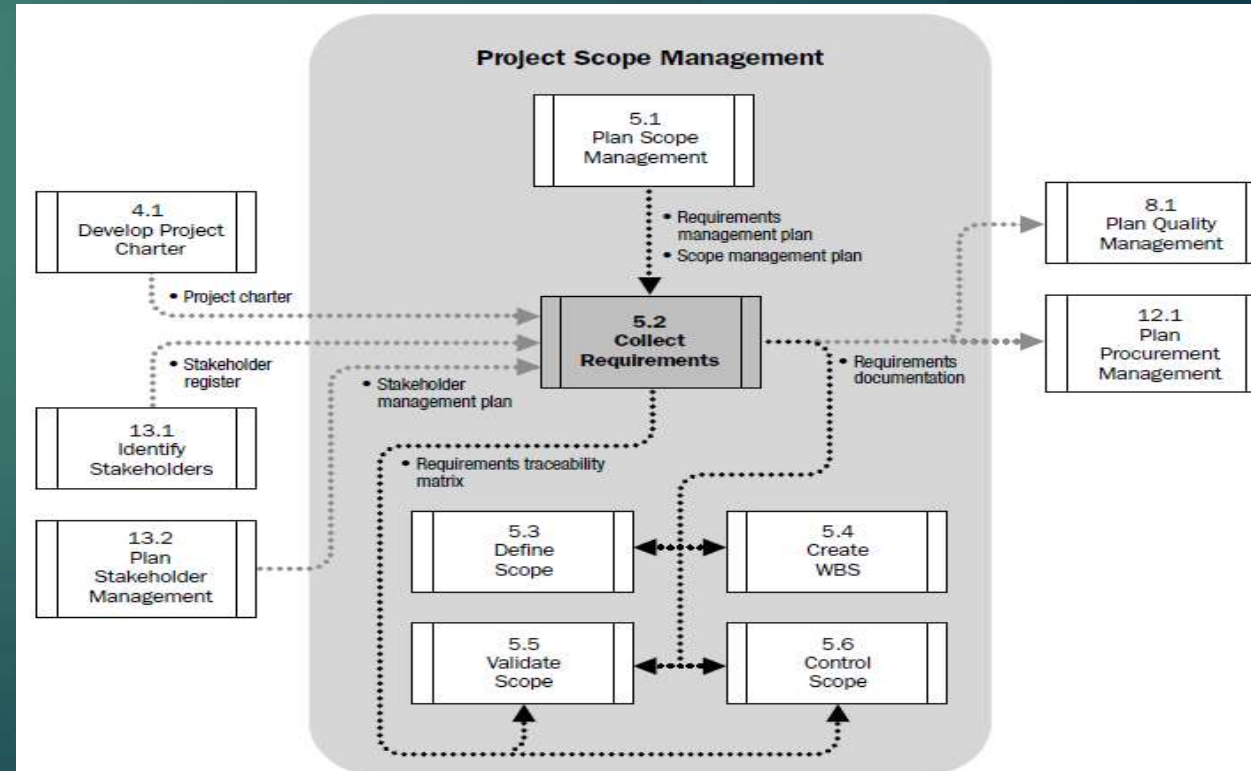 Project Scope Management
5.1
Plan Scope
Management
• Requirements
management plan
• Scope management plan
4.1
Develop Project
Charter
• Project charter
8.1
Plan Quality
Management
5.2
Collect
Requirements
12.1
Plan
Procurement
Management
• Stakeholder
register
• Stakeholder
management plan
• Requirements
documentation
13.1
Identify
Stakeholders
• Requirements traceability
matrix
13.2
Plan
Stakeholder
Management
5.3
Define
Scope
5.4
Create
WBS
5.5
Validate
Scope
5.6
Control
Scope